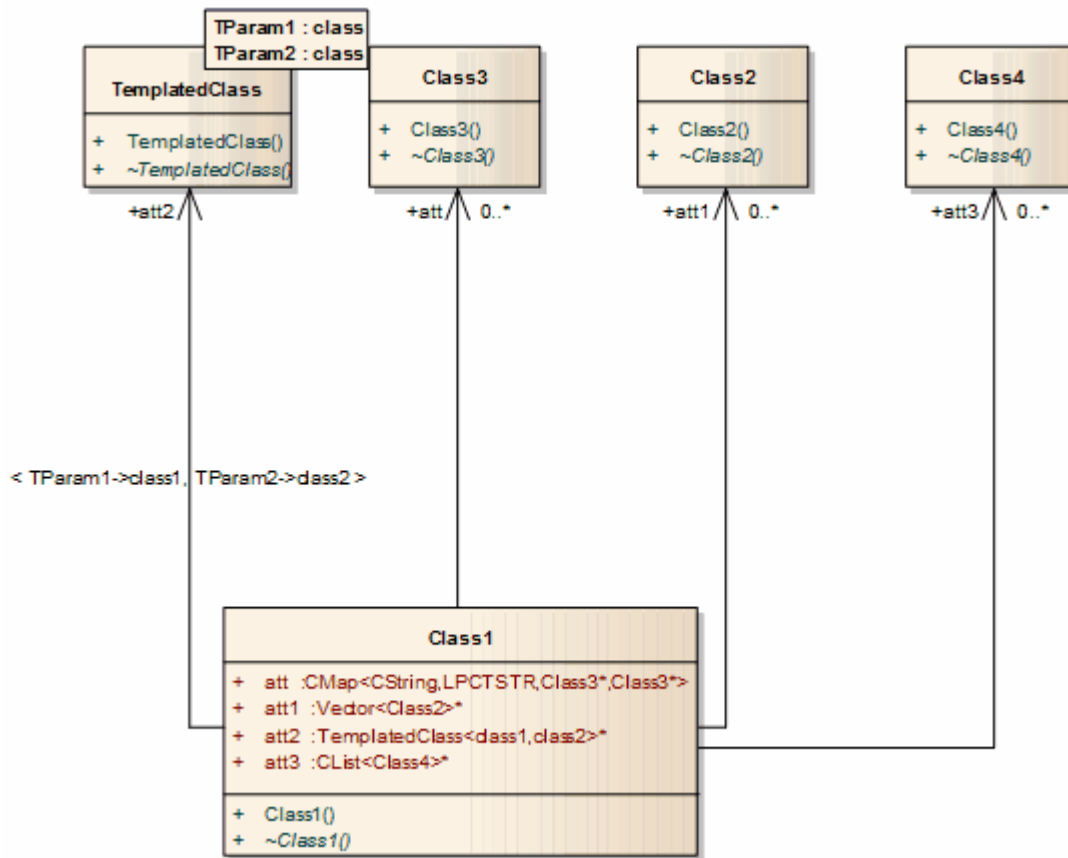 TParam1 : class
TParam2 : class
TemplatedClass
+ TemplatedClass()
+ ~TemplatedClass()
Class3
+ Class3()
+ ~Class3()
Class2
+ Class2()
+ ~Class2()
Class4
+ Class4()
+ ~Class4()
+att2
+att 0..*
+att1 0..*
+att3 0..*
< TParam1->class1, TParam2->class2 >
Class1
+ att :CMap<CString,LPCTSTR,Class3*,Class3*>
+ att1 :Vector<Class2>*
+ att2 :TemplatedClass<class1,class2>*
+ att3 :CList<Class4>*
+ Class1()
+ ~Class1()